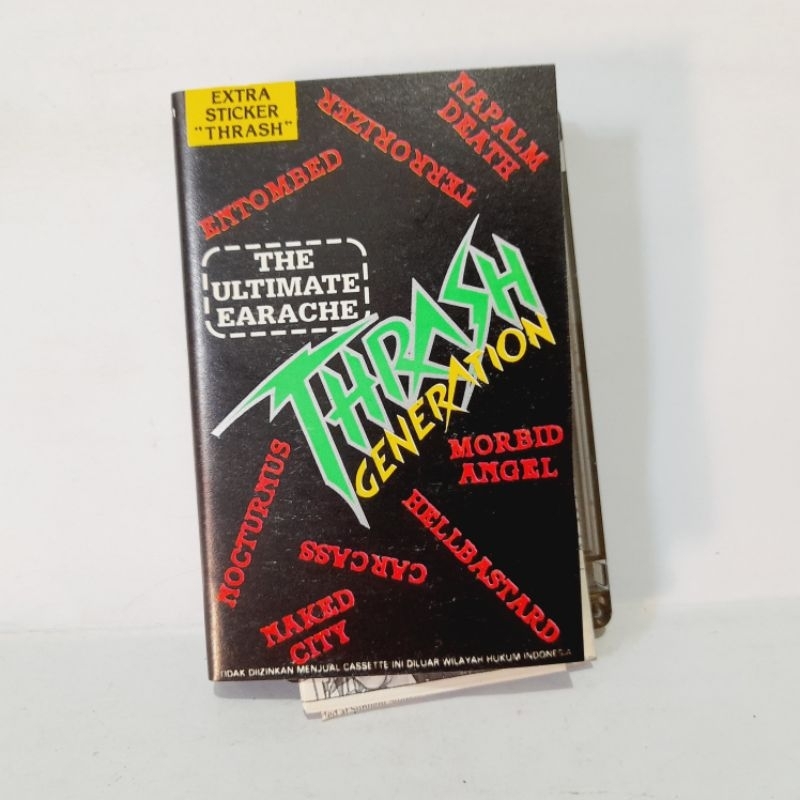 EXTRA
STICKER
"THRASH"
NAPALM
DEATH
TERRORIZER
ENTOMBED
THE
ULTIMATE
EARACHE
THRASH
GENERATION
MORBID
ANGEL
NOCTURNUS
HELLBASTARD
CARCASS
NAKED
CITY
TIDAK DIIZINKAN MENJUAL CASSETTE INI DILUAR WILAYAH HUKUM INDONESIA